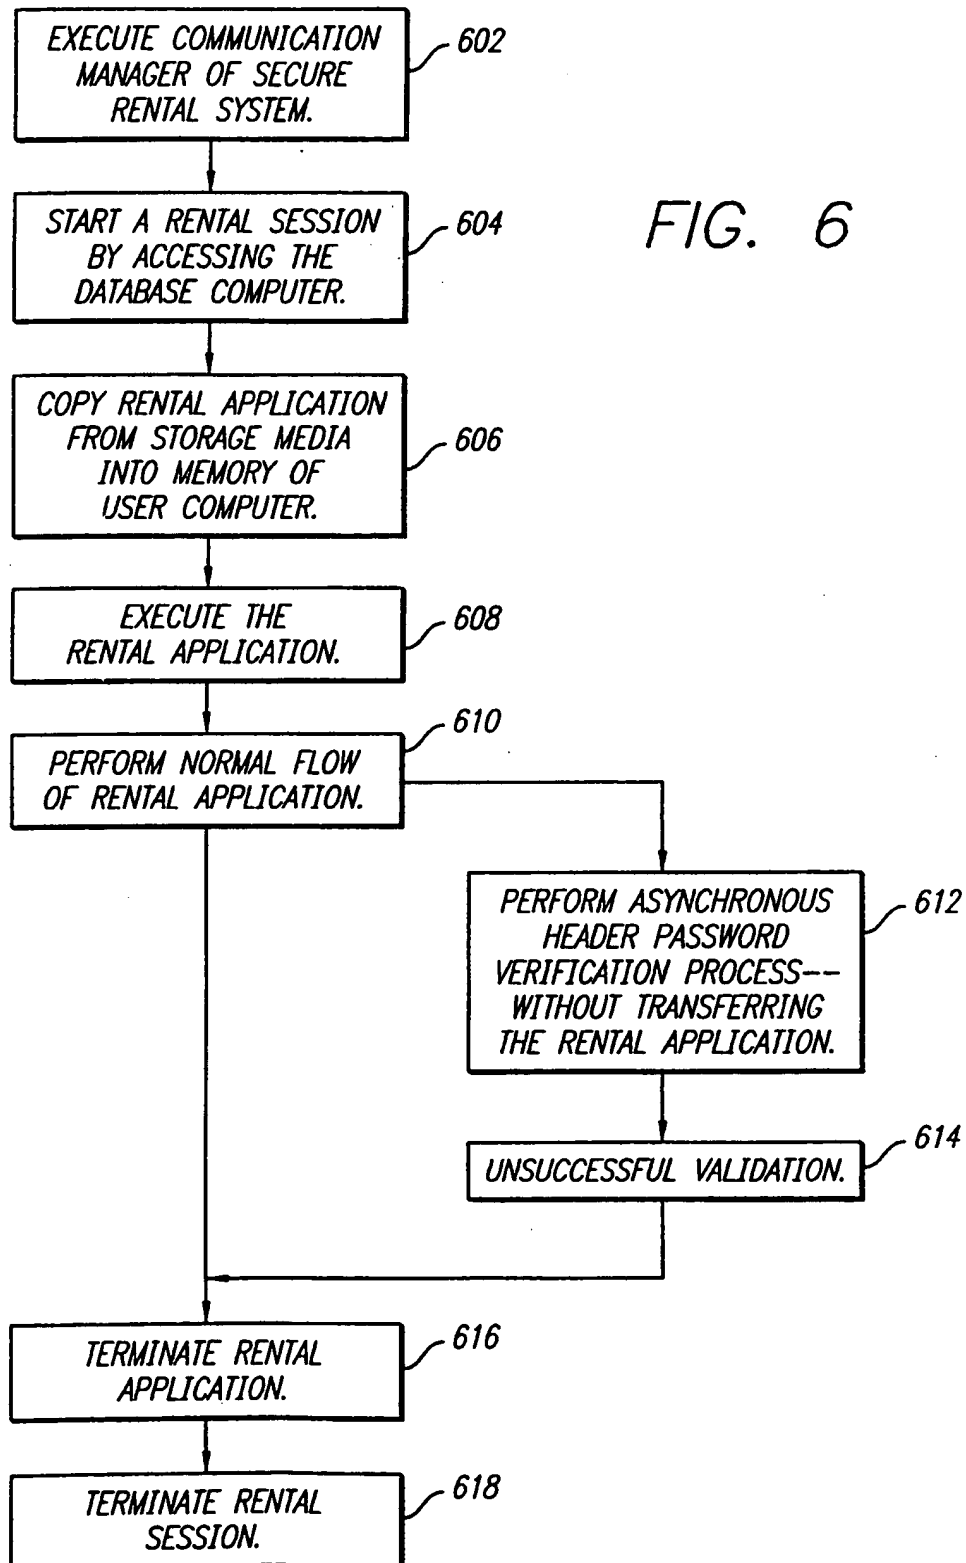 EXECUTE COMMUNICATION
MANAGER OF SECURE
RENTAL SYSTEM.
602
START A RENTAL SESSION
BY ACCESSING THE
DATABASE COMPUTER.
604
FIG. 6
COPY RENTAL APPLICATION
FROM STORAGE MEDIA
INTO MEMORY OF
USER COMPUTER.
606
EXECUTE THE
RENTAL APPLICATION.
608
PERFORM NORMAL FLOW
OF RENTAL APPLICATION.
610
PERFORM ASYNCHRONOUS
HEADER PASSWORD
VERIFICATION PROCESS--
WITHOUT TRANSFERRING
THE RENTAL APPLICATION.
612
UNSUCCESSFUL VALIDATION.
614
TERMINATE RENTAL
APPLICATION.
616
TERMINATE RENTAL
SESSION.
618